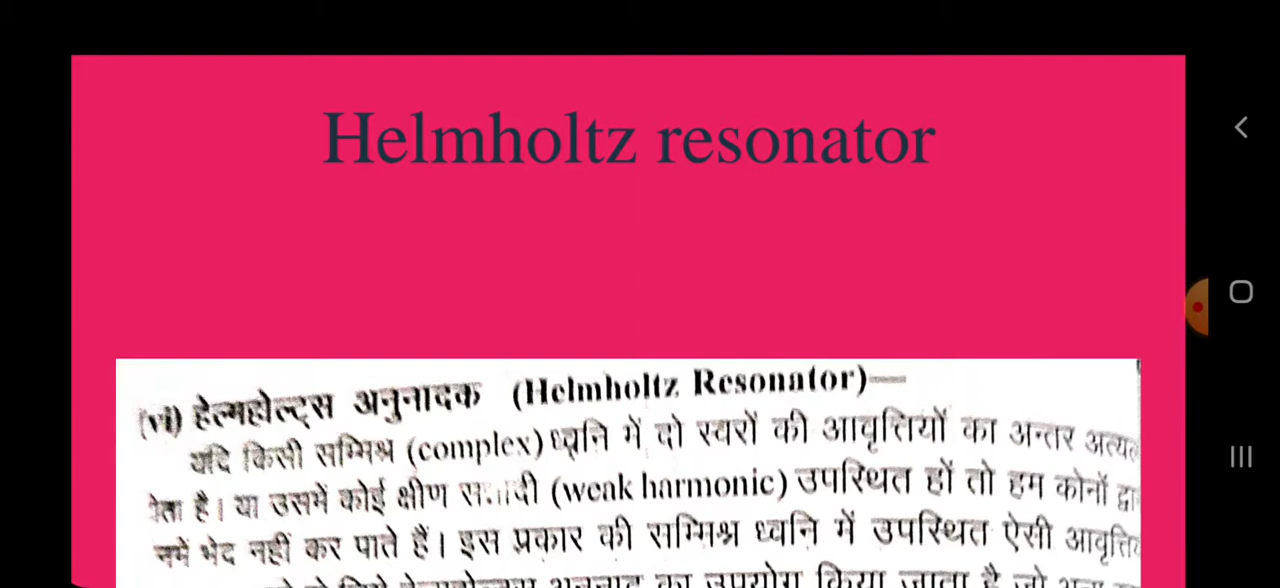 Helmholtz resonator
(vi) हेल्महोल्ट्स अनुनादक (Helmholtz Resonator)—
यदि किसी सम्मिश्र (complex) ध्वनि में दो स्वरों की आवृत्तियों का अन्तर
है। या उसमें कोई क्षीण (weak harmonic) उपस्थित हों तो हम कोनों
भेद नहीं कर पाते हैं। इस प्रकार की सम्मिश्र ध्वनि में उपस्थित ऐसी
का उपयोग किया जाता है जो